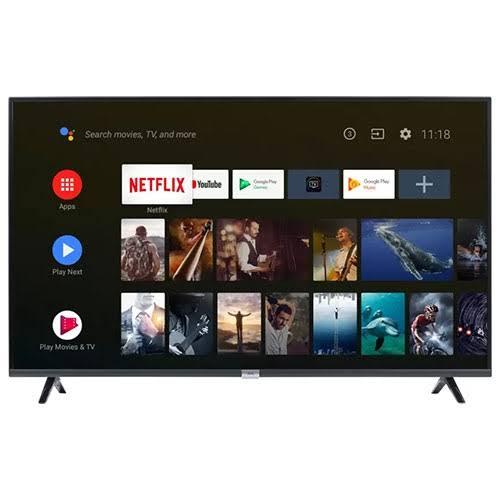 Search movies, TV, and more
3
11:18
Apps
NETFLIX
YouTube
Google Play
Games
Google Play
Music
Netflix
Play Next
Play Movies & TV